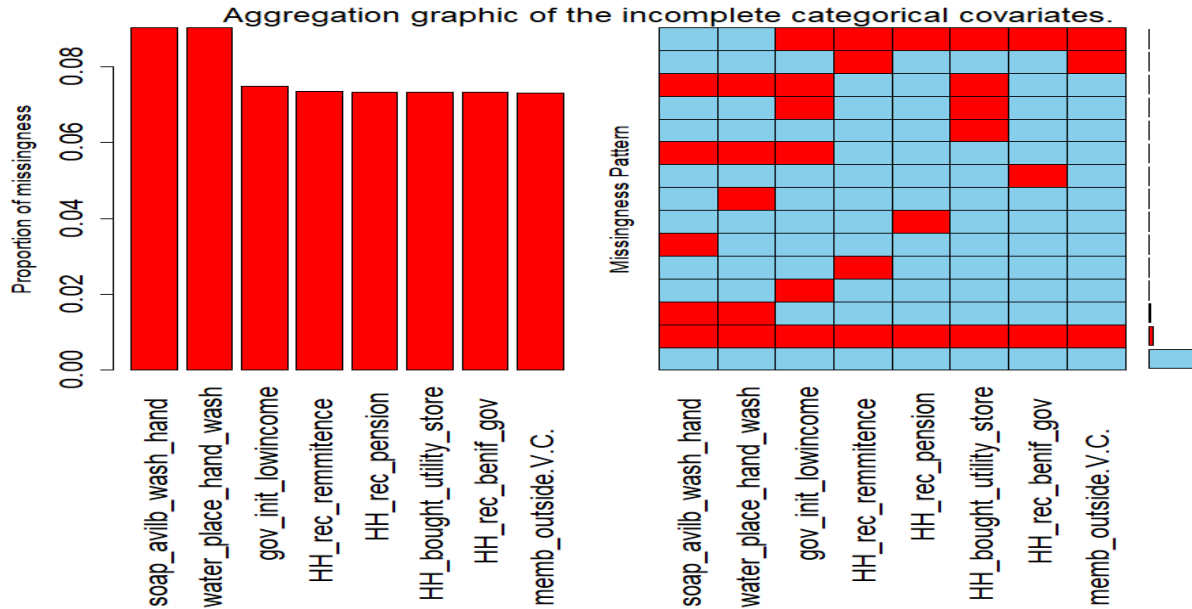 Aggregation graphic of the incomplete categorical covariates.
Proportion of missingness
0.08
0.06
0.04
0.02
0.00
soap_avilb_wash_hand
water_place_hand_wash
gov_init_lowincome
HH_rec_remmitence
HH_rec_pension
HH_bought_utility_store
HH_rec_benif_gov
memb_outside.V.C.
Missingness Pattern
soap_avilb_wash_hand
water_place_hand_wash
gov_init_lowincome
HH_rec_remmitence
HH_rec_pension
HH_bought_utility_store
HH_rec_benif_gov
memb_outside.V.C.